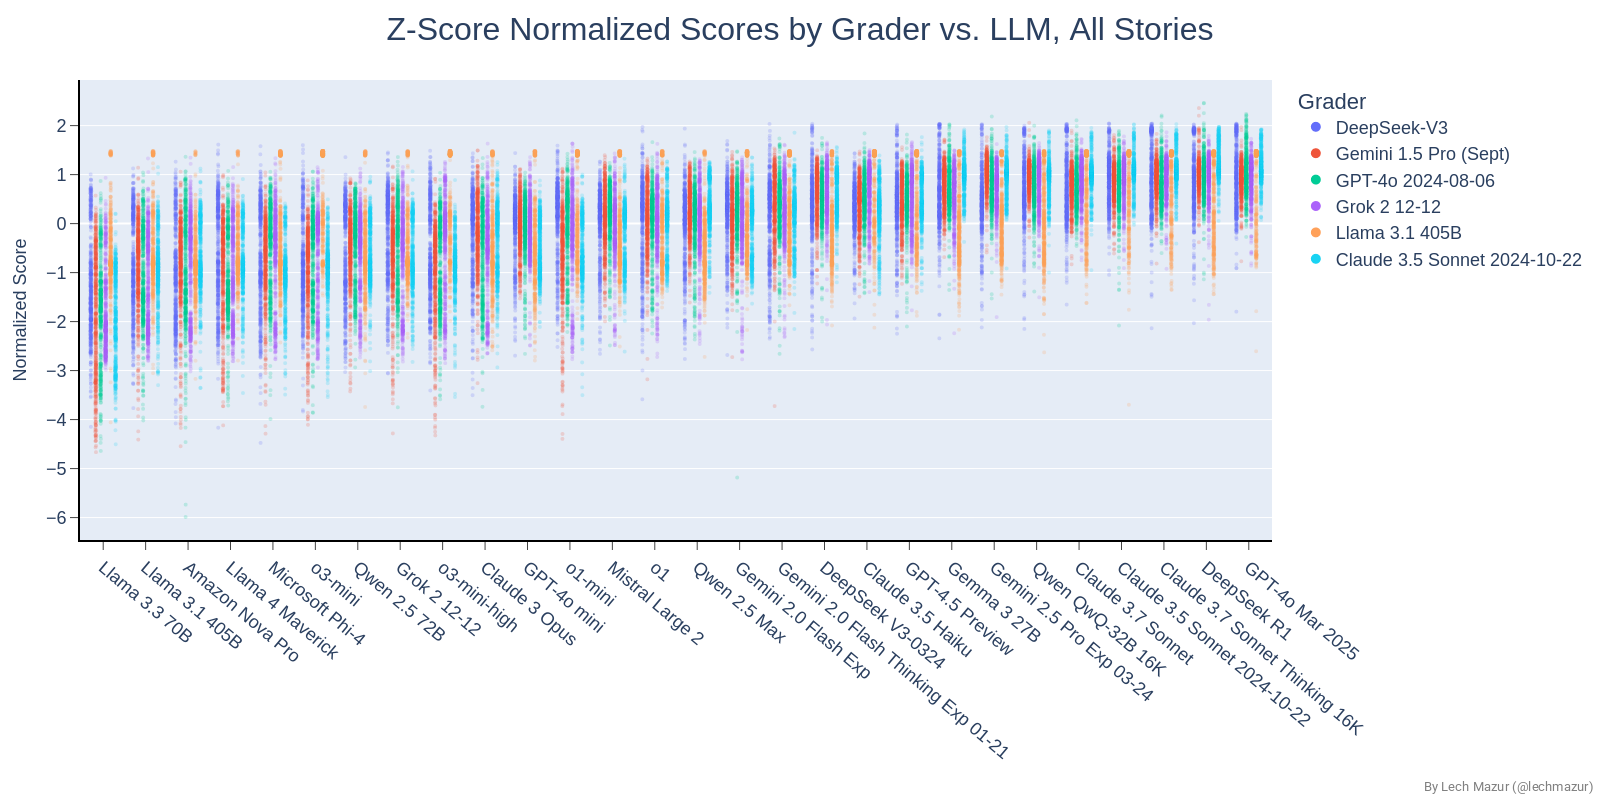 Z-Score Normalized Scores by Grader vs. LLM, All Stories
Normalized Score
2
1
0
−1
−2
−3
−4
−5
−6
Llama 3.3 70B
Llama 3.1 405B
Amazon Nova Pro
Llama 4 Maverick
Microsoft Phi-4
o3-mini
Qwen 2.5 72B
Grok 2 12-12
o3-mini-high
Claude 3 Opus
GPT-4o mini
o1-mini
Mistral Large 2
o1
Qwen 2.5 Max
Gemini 2.0 Flash Exp
Gemini 2.0 Flash Thinking Exp 01-21
DeepSeek V3-0324
Claude 3.5 Haiku
GPT-4.5 Preview
Gemma 3 27B
Gemini 2.5 Pro Exp 03-24
Qwen QwQ-32B 16K
Claude 3.7 Sonnet
Claude 3.5 Sonnet 2024-10-22
Claude 3.7 Sonnet Thinking 16K
DeepSeek R1
GPT-4o Mar 2025
Grader
DeepSeek-V3
Gemini 1.5 Pro (Sept)
GPT-4o 2024-08-06
Grok 2 12-12
Llama 3.1 405B
Claude 3.5 Sonnet 2024-10-22
By Lech Mazur (@lechmazur)